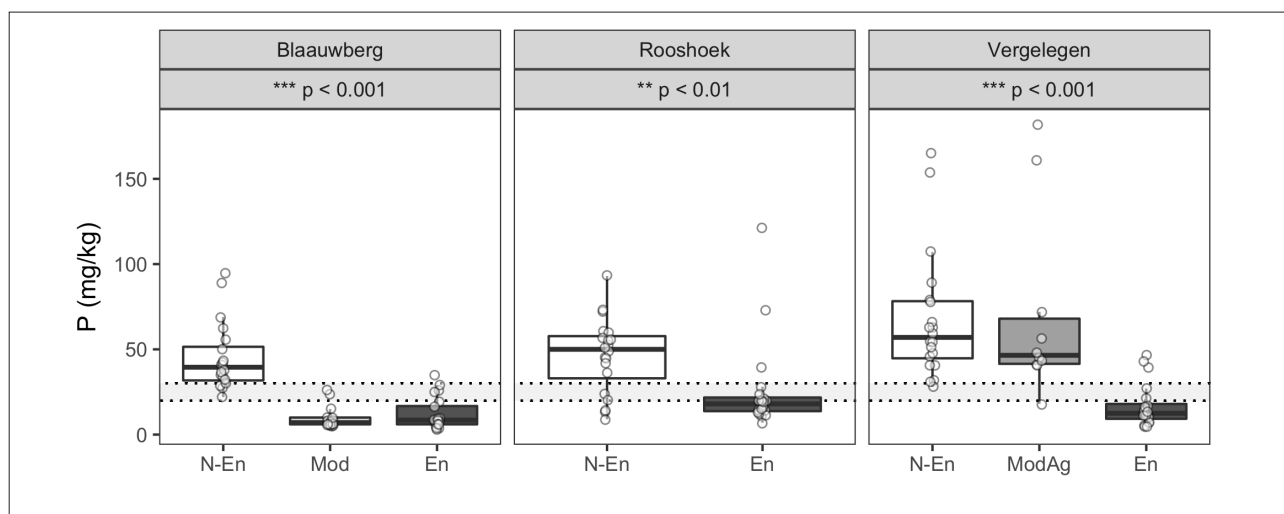 Blaauwberg Rooshoek Vergelegen
*** p < 0.001 ** p < 0.01 *** p < 0.001
P (mg/kg)
150
100
50
0
N-En Mod En N-En En N-En ModAg En